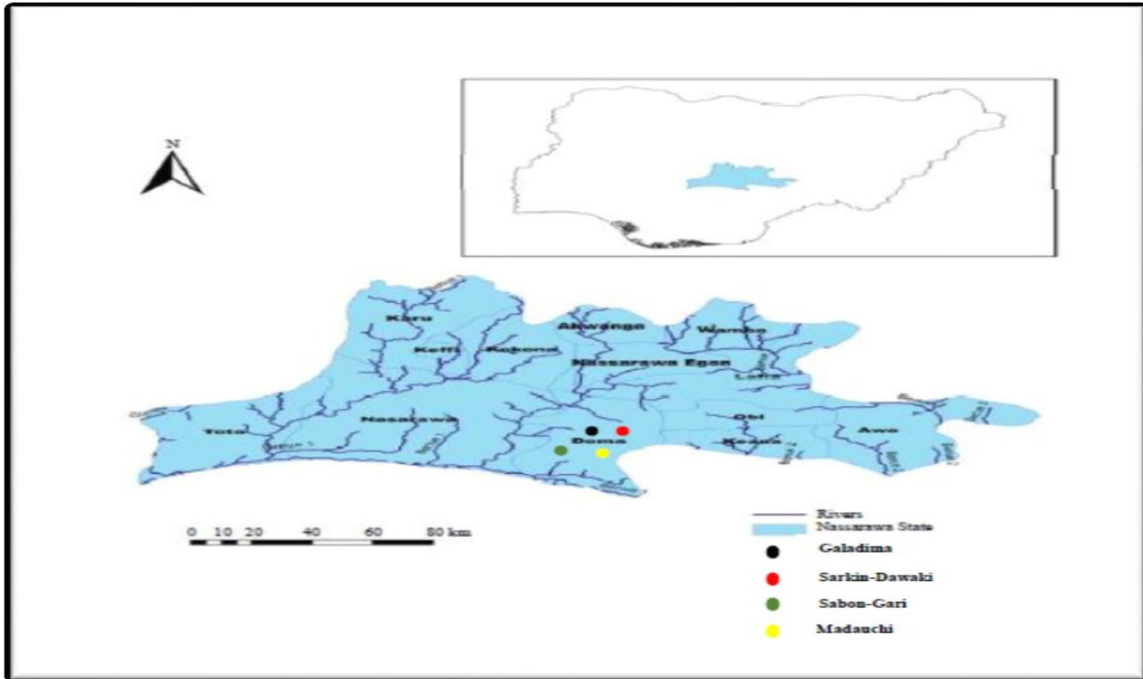 N
Karu
Akwanga
Wamba
Keffi
Kokona
Nassarawa Egon
Lafia
Toto
Nasarawa
Obi
Awe
Doma
Keana
0 10 20 40 60 80 km
Rivers
Nassarawa State
Galadima
Sarkin-Dawaki
Sabon-Gari
Madauchi